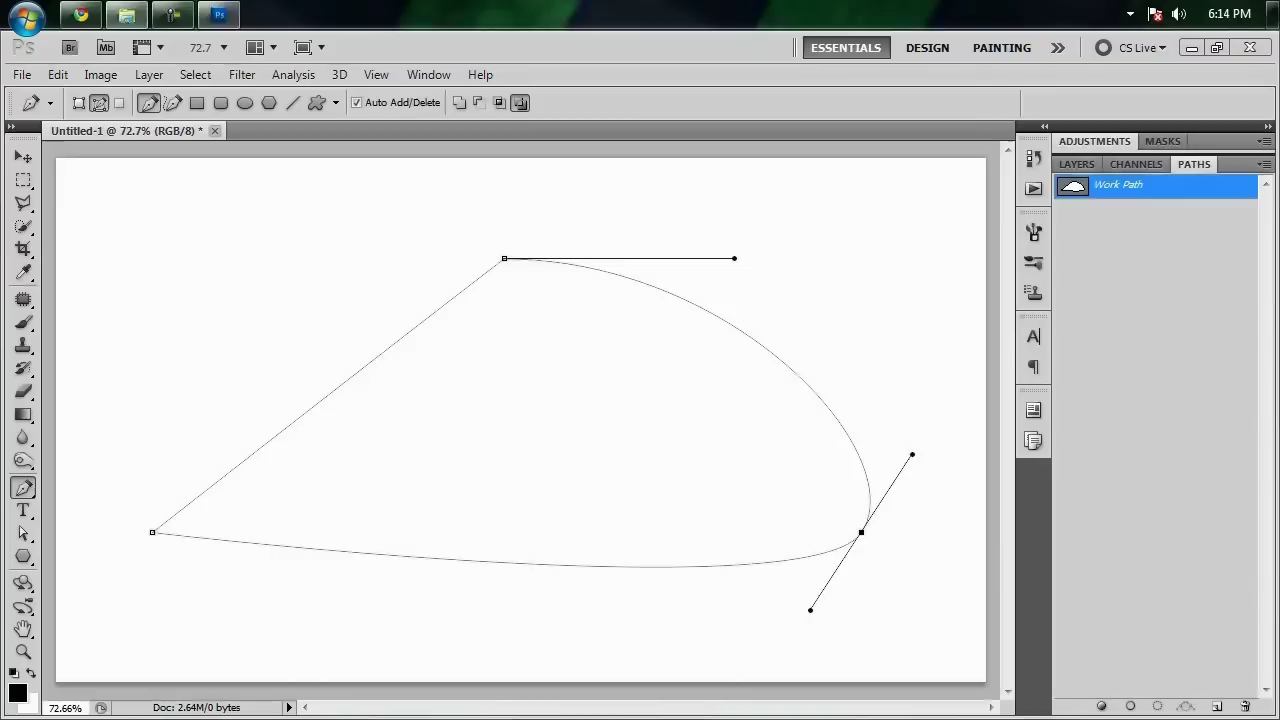 6:14 PM
Ps Br Mb 72.7 ESSENTIALS DESIGN PAINTING CS Live
File Edit Image Layer Select Filter Analysis 3D View Window Help
Auto Add/Delete
Untitled-1 @ 72.7% (RGB/8) *
ADJUSTMENTS MASKS
LAYERS CHANNELS PATHS
Work Path
72.66% Doc: 2.64M/0 bytes